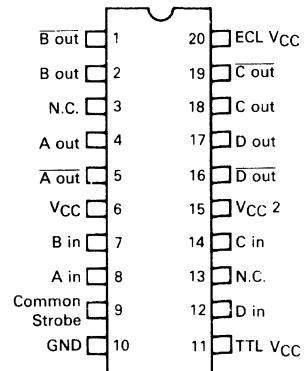 B out 1 20 ECL VCC
B out 2 19 C out
N.C. 3 18 C out
A out 4 17 D out
A out 5 16 D out
VCC 6 15 VCC 2
B in 7 14 C in
A in 8 13 N.C.
Common
Strobe 9 12 D in
GND 10 11 TTL VCC